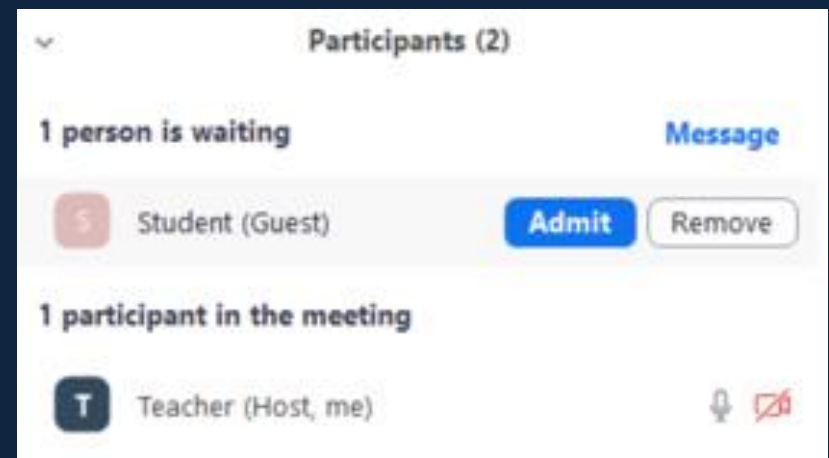 Participants (2)
1 person is waiting Message
S Student (Guest) Admit Remove
1 participant in the meeting
T Teacher (Host, me)